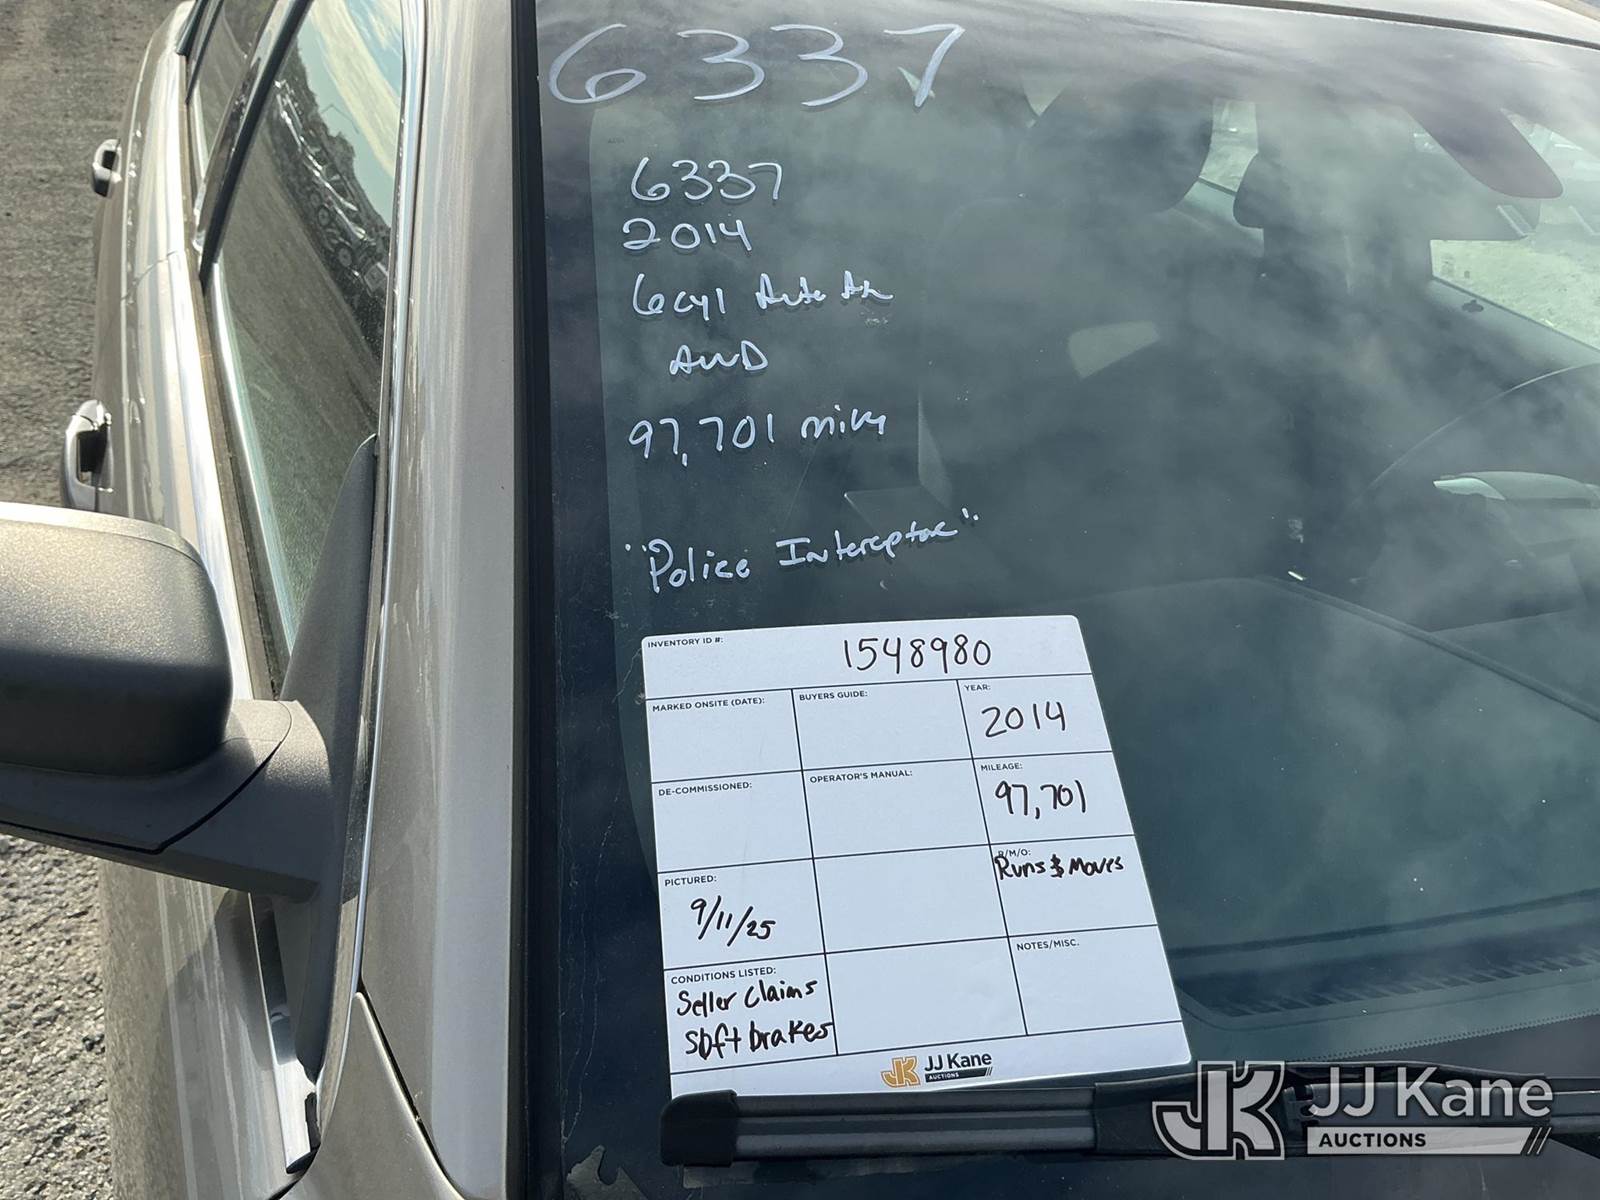 6337
6337
2014
6cyl Auto Air
AWD
97,701 miles
"Police Interceptor"
INVENTORY ID #: 1548980
MARKED ONSITE (DATE):
BUYERS GUIDE:
YEAR:
2014
DE-COMMISSIONED:
OPERATOR'S MANUAL:
MILEAGE:
97,701
PICTURED:
9/11/25
R/M/O:
Runs & Moves
CONDITIONS LISTED:
Seller Claims
Soft brakes
NOTES/MISC.
JK JJ Kane
AUCTIONS
JK JJ Kane
AUCTIONS